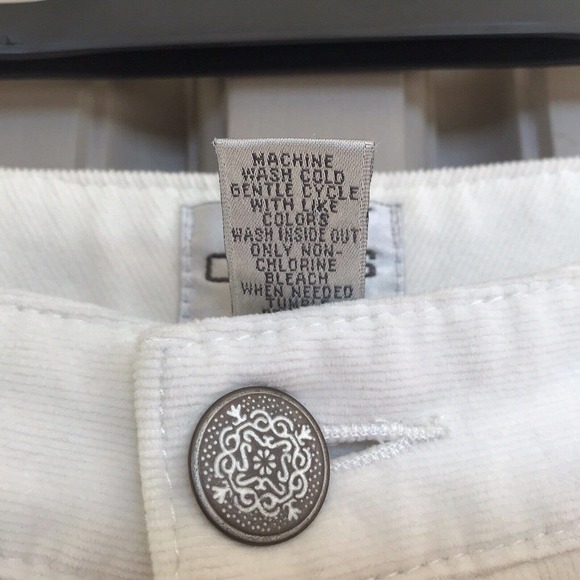 MACHINE
WASH COLD
GENTLE CYCLE
WITH LIKE
COLORS
WASH INSIDE OUT
ONLY NON-
CHLORINE
BLEACH
WHEN NEEDED